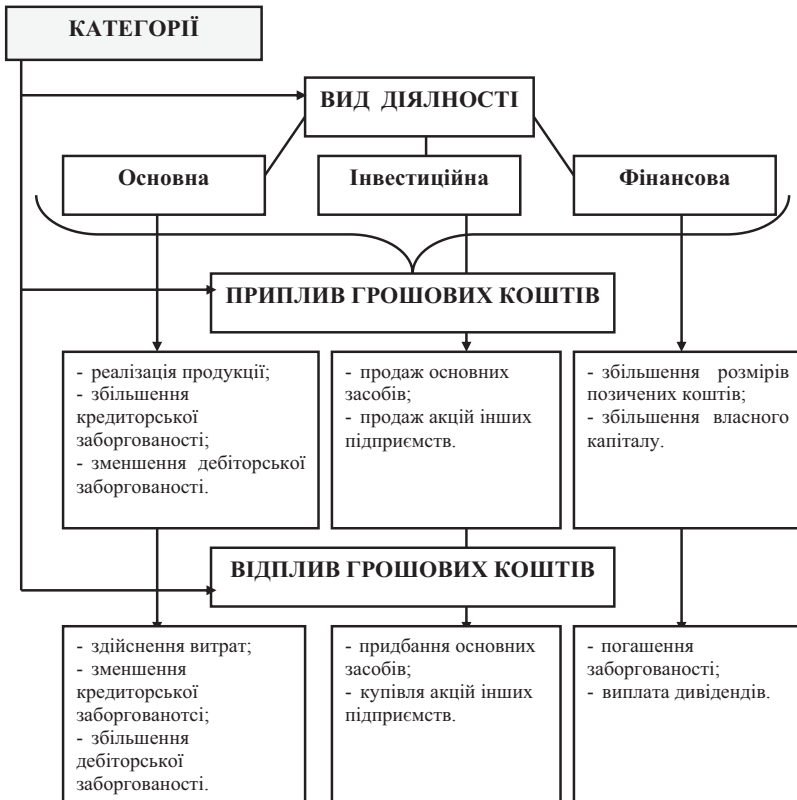 КАТЕГОРІЇ
ВИД ДІЯЛНОСТІ
Основна
Інвестиційна
Фінансова
ПРИПЛИВ ГРОШОВИХ КОШТІВ
- реалізація продукції;
- збільшення
кредиторської
заборгованості;
- зменшення дебіторської
заборгованості.
- продаж основних
засобів;
- продаж акцій інших
підприємств.
- збільшення розмірів
позичених коштів;
- збільшення власного
капіталу.
ВІДПЛИВ ГРОШОВИХ КОШТІВ
- здійснення витрат;
- зменшення
кредиторської
заборгованотсі;
- збільшення
дебіторської
заборгованості.
- придбання основних
засобів;
- купівля акцій інших
підприємств.
- погашення
заборгованості;
- виплата дивідендів.